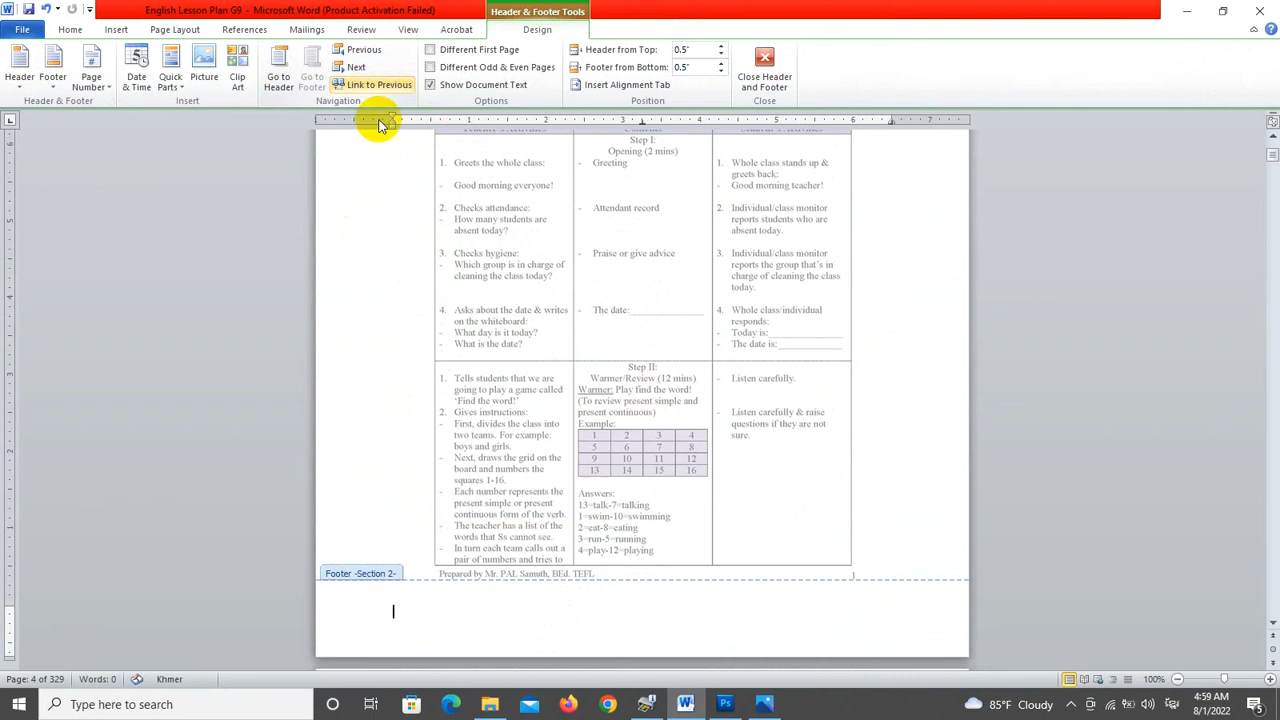 English Lesson Plan G9 - Microsoft Word (Product Activation Failed)
Header & Footer Tools
File
Home
Insert
Page Layout
References
Mailings
Review
View
Acrobat
Design
Header
Footer
Page Number
Date & Time
Quick Parts
Picture
Clip Art
Go to Header
Go to Footer
Previous
Next
Link to Previous
Different First Page
Different Odd & Even Pages
Show Document Text
Header from Top: 0.5"
Footer from Bottom: 0.5"
Insert Alignment Tab
Close Header and Footer
Header & Footer
Insert
Navigation
Options
Position
Close
1 2 3 4 5 6 7
Teacher's Activities
Contents
Student's Activities
Step I:
Opening (2 mins)
1. Greets the whole class:
- Good morning everyone!
2. Checks attendance:
- How many students are
absent today?
3. Checks hygiene:
- Which group is in charge of
cleaning the class today?
4. Asks about the date & writes
on the whiteboard:
- What day is it today?
- What is the date?
- Greeting
- Attendant record
- Praise or give advice
- The date:
1. Whole class stands up &
greets back:
- Good morning teacher!
2. Individual/class monitor
reports students who are
absent today.
3. Individual/class monitor
reports the group that's in
charge of cleaning the class
today.
4. Whole class/individual
responds:
- Today is:
- The date is:
1. Tells students that we are
going to play a game called
'Find the word!'
2. Gives instructions:
- First, divides the class into
two teams. For example:
boys and girls.
- Next, draws the grid on the
board and numbers the
squares 1-16.
- Each number represents the
present simple or present
continuous form of the verb.
- The teacher has a list of the
words that Ss cannot see.
- In turn each team calls out a
pair of numbers and tries to
Step II:
Warmer/Review (12 mins)
Warmer: Play find the word!
(To review present simple and
present continuous)
Example:
1 2 3 4
5 6 7 8
9 10 11 12
13 14 15 16
Answers:
13=talk-7=talking
1=swim-10=swimming
2=eat-8=eating
3=run-5=running
4=play-12=playing
- Listen carefully.
- Listen carefully & raise
questions if they are not
sure.
Footer -Section 2-
Prepared by Mr. PAL Samuth, BEd. TEFL
Page: 4 of 329
Words: 0
Khmer
100%
Type here to search
85°F Cloudy
4:59 AM
8/1/2022
5